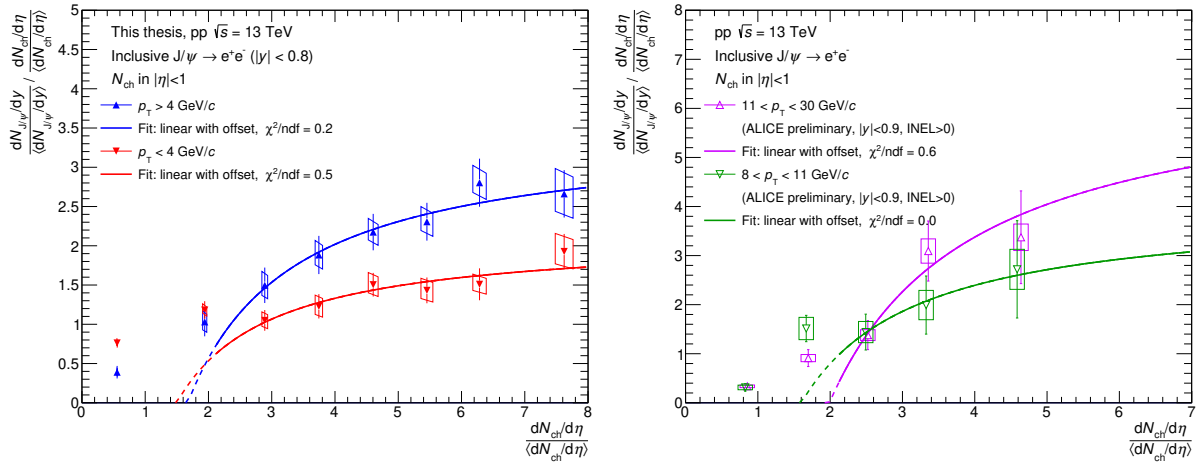 This thesis, pp √s = 13 TeV
Inclusive J/ψ → e⁺e⁻ (|y| < 0.8)
N_ch in |η|<1
p_T > 4 GeV/c
Fit: linear with offset, χ²/ndf = 0.2
p_T < 4 GeV/c
Fit: linear with offset, χ²/ndf = 0.5
dN_J/ψ/dy / ⟨dN_J/ψ/dy⟩ / dN_ch/dη / ⟨dN_ch/dη⟩
5
4.5
4
3.5
3
2.5
2
1.5
1
0.5
0
0 1 2 3 4 5 6 7 8
dN_ch/dη
⟨dN_ch/dη⟩
pp √s = 13 TeV
Inclusive J/ψ → e⁺e⁻
N_ch in |η|<1
11 < p_T < 30 GeV/c
(ALICE preliminary, |y|<0.9, INEL>0)
Fit: linear with offset, χ²/ndf = 0.6
8 < p_T < 11 GeV/c
(ALICE preliminary, |y|<0.9, INEL>0)
Fit: linear with offset, χ²/ndf = 0.0
dN_J/ψ/dy / ⟨dN_J/ψ/dy⟩ / dN_ch/dη / ⟨dN_ch/dη⟩
8
7
6
5
4
3
2
1
0
0 1 2 3 4 5 6 7
dN_ch/dη
⟨dN_ch/dη⟩